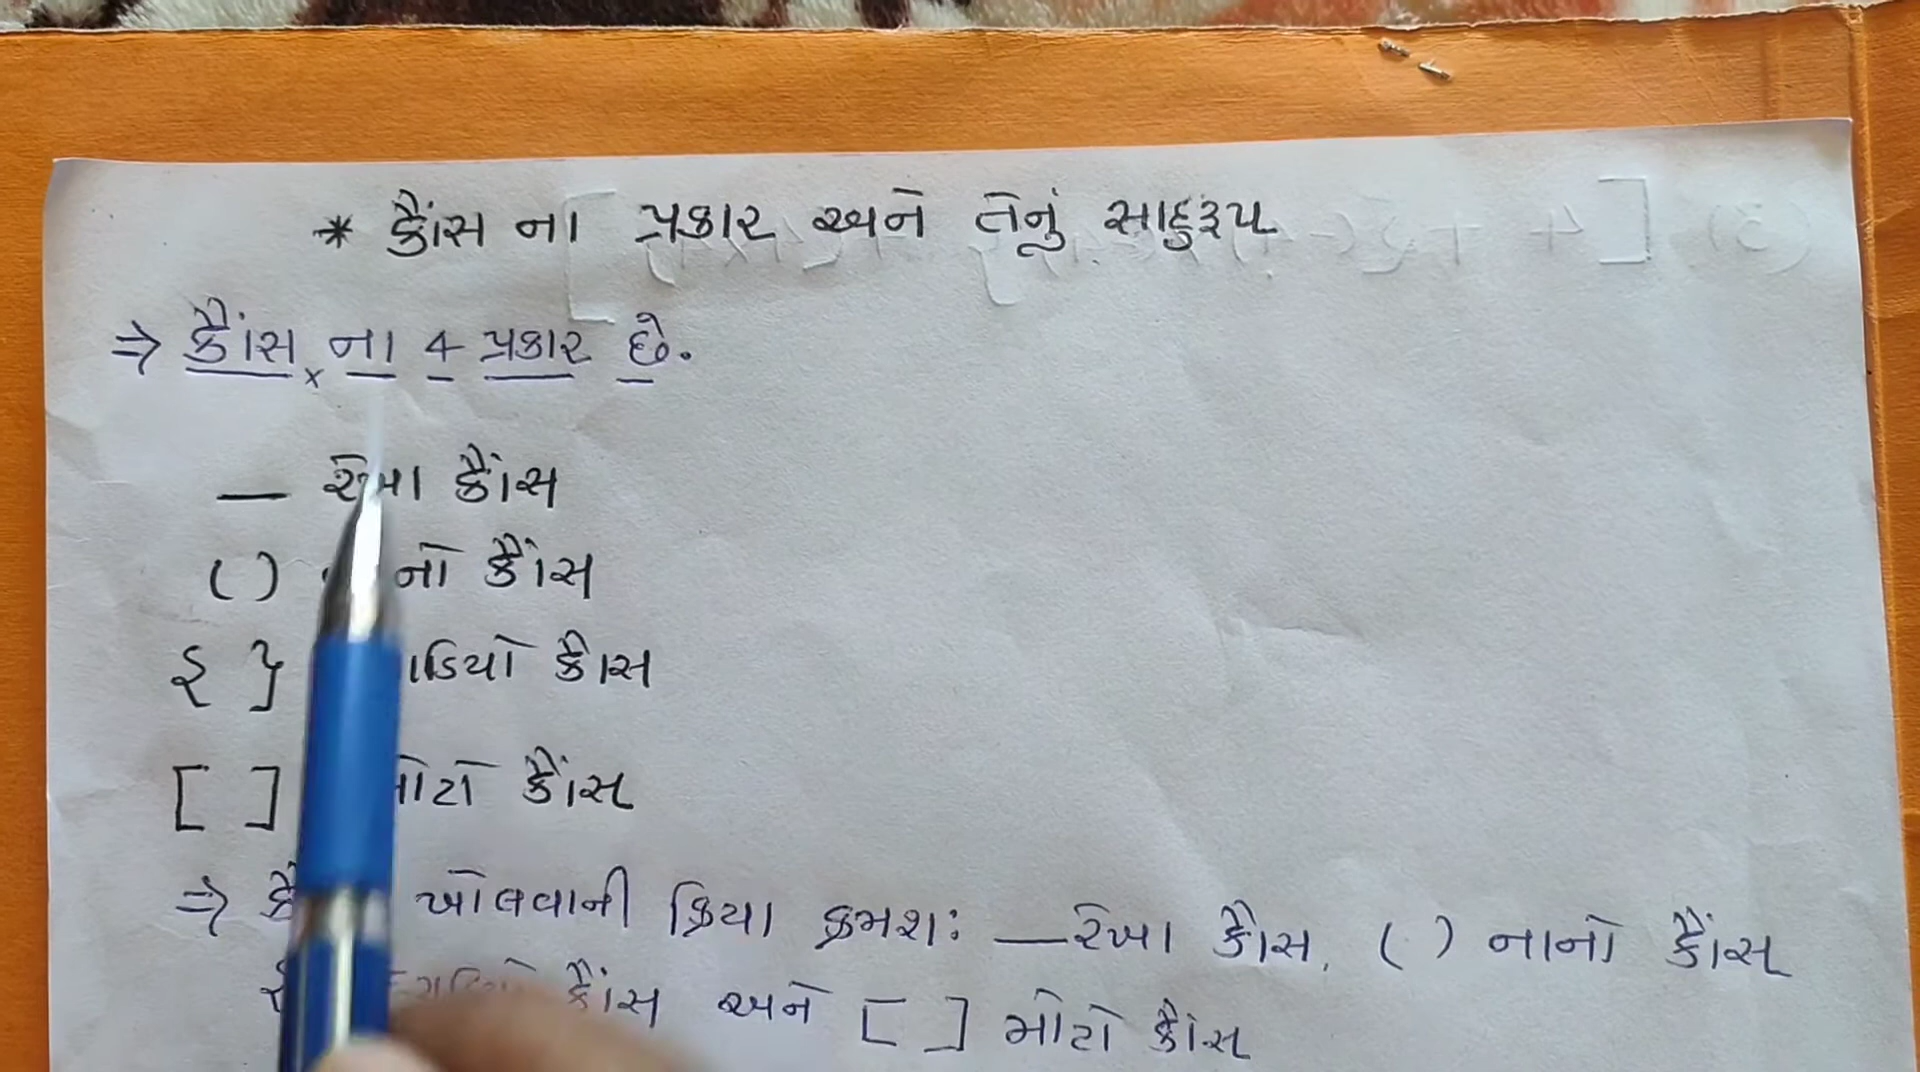 * કૌંસ ના પ્રકાર અને તેનું સાદુરૂપ
⇒ કૌંસ ના 4 પ્રકાર છે.
— રેખા કૌંસ
( ) કૌંસ
{ } કૌંસ
[ ] મોટો કૌંસ
⇒ ખોલવાની ક્રિયા ક્રમશઃ — રેખા કૌંસ, ( ) નાનો કૌંસ
કૌંસ અને [ ] મોટો કૌંસ